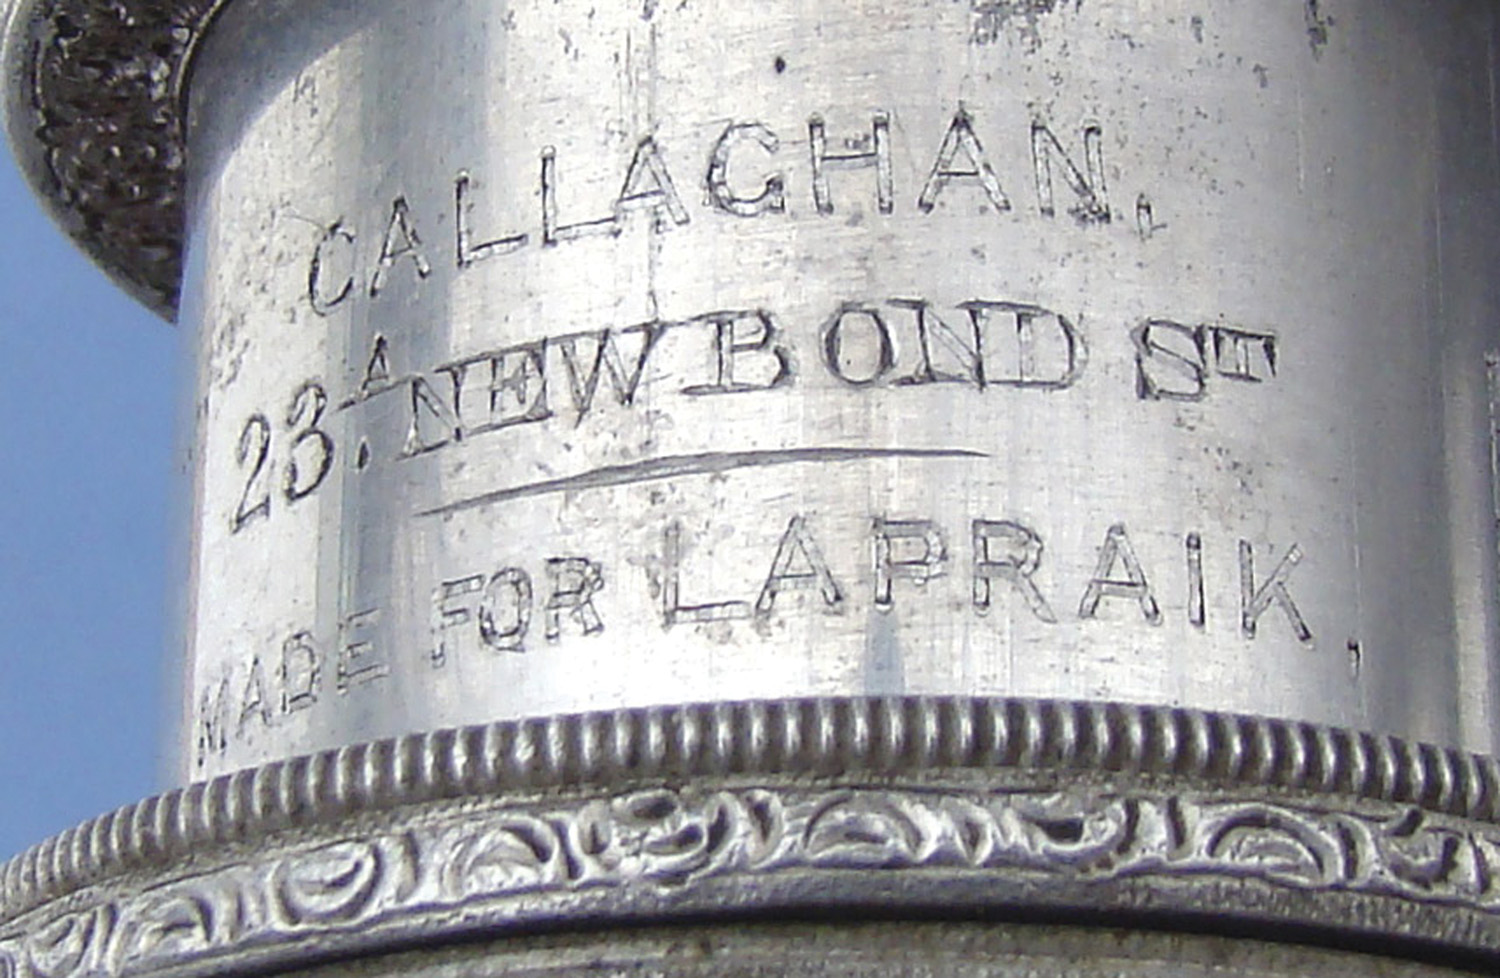 CALLAGHAN,
23.A NEW BOND ST
MADE FOR LAPRAIK,